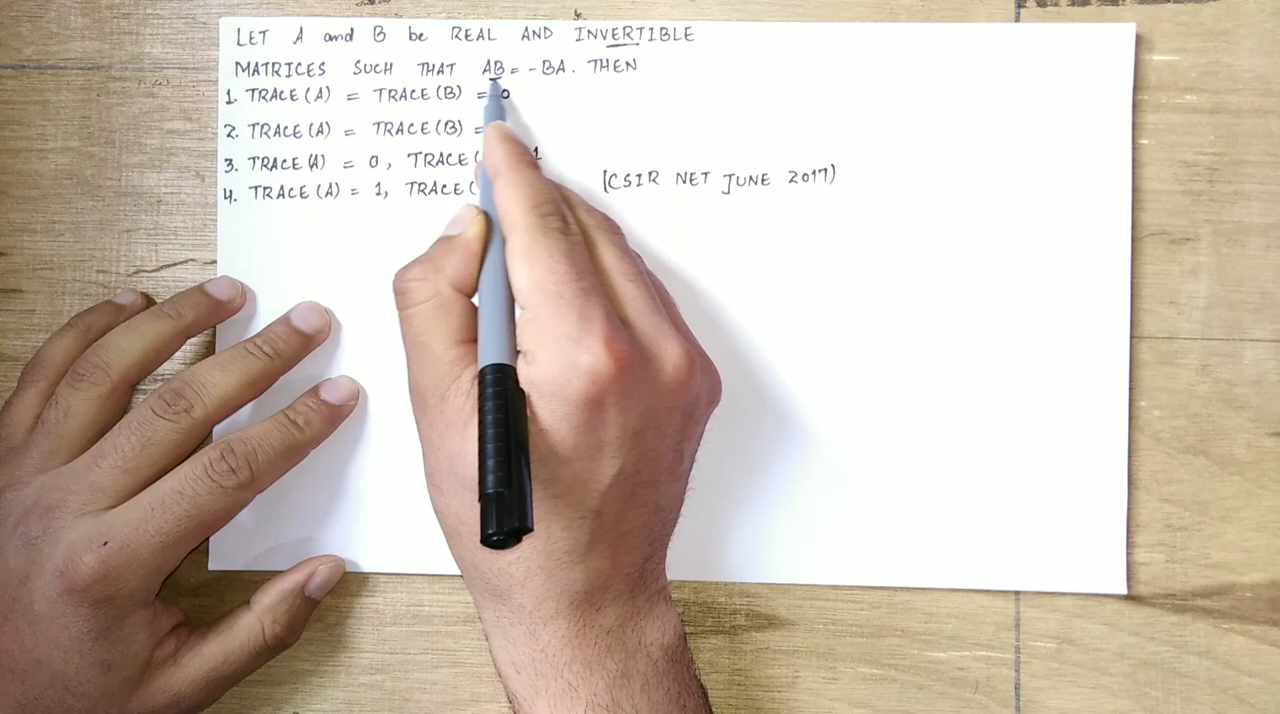 LET A and B be REAL AND INVERTIBLE
MATRICES SUCH THAT AB = -BA. THEN
1. TRACE(A) = TRACE(B) = 0
2. TRACE(A) = TRACE(B) =
3. TRACE(A) = 0, TRACE( 1
4. TRACE(A) = 1, TRACE(
[CSIR NET JUNE 2017)